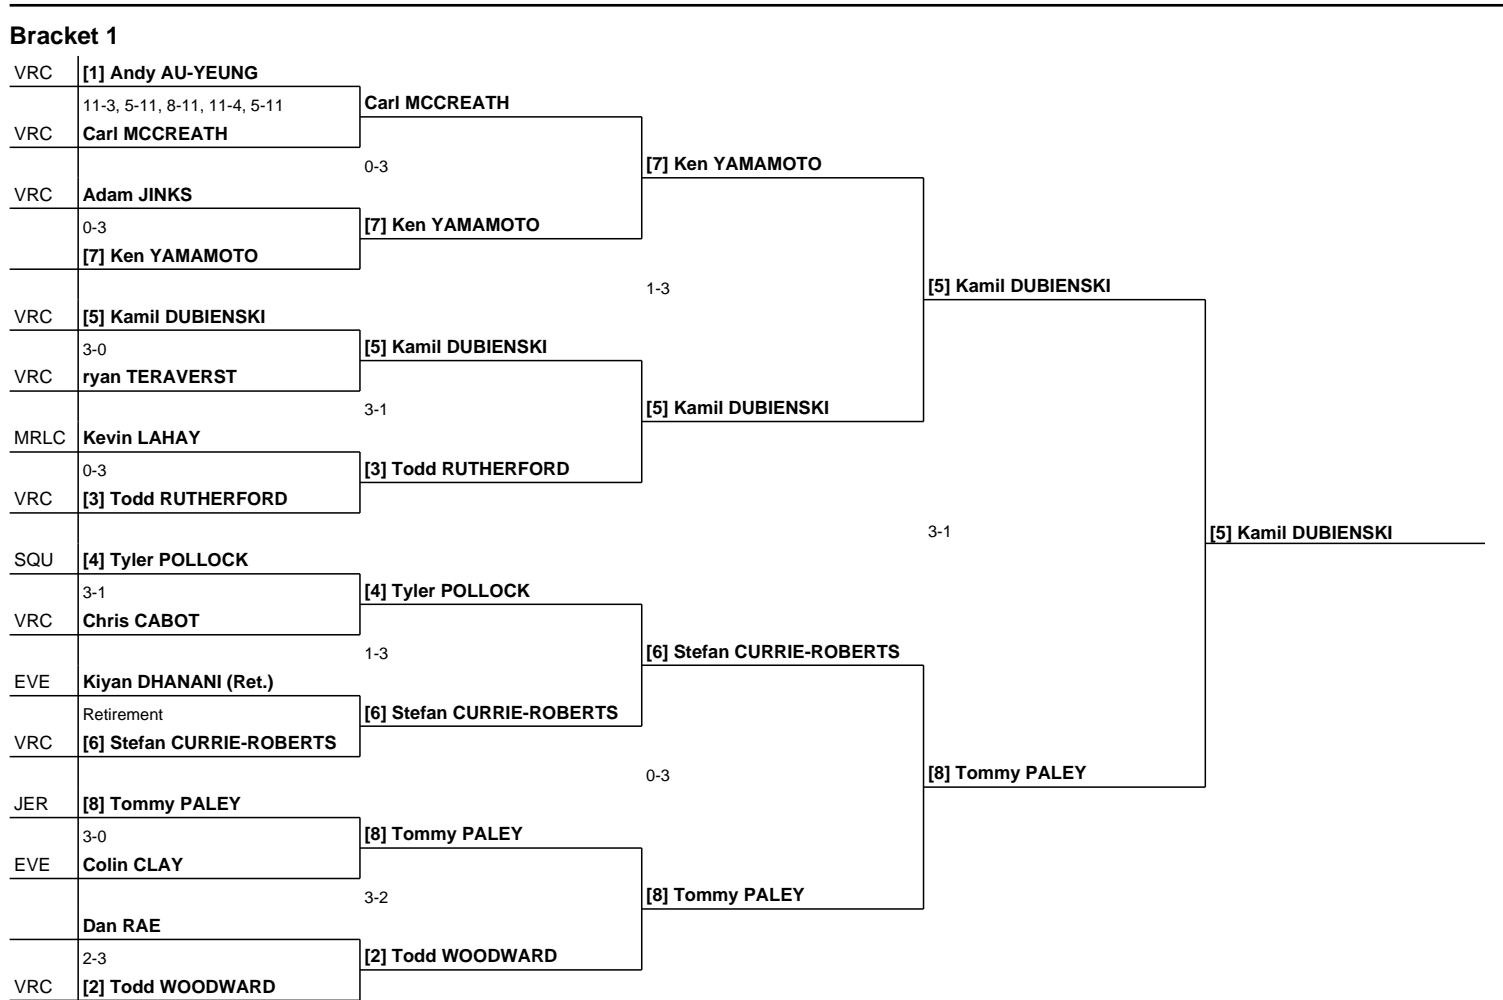 Bracket 1
VRC [1] Andy AU-YEUNG
11-3, 5-11, 8-11, 11-4, 5-11 Carl MCCREATH
VRC Carl MCCREATH
0-3 [7] Ken YAMAMOTO
VRC Adam JINKS
0-3 [7] Ken YAMAMOTO
[7] Ken YAMAMOTO
1-3 [5] Kamil DUBIENSKI
VRC [5] Kamil DUBIENSKI
3-0 [5] Kamil DUBIENSKI
VRC ryan TERAVERST
3-1 [5] Kamil DUBIENSKI
MRLC Kevin LAHAY
0-3 [3] Todd RUTHERFORD
VRC [3] Todd RUTHERFORD
3-1 [5] Kamil DUBIENSKI
SQU [4] Tyler POLLOCK
3-1 [4] Tyler POLLOCK
VRC Chris CABOT
1-3 [6] Stefan CURRIE-ROBERTS
EVE Kiyan DHANANI (Ret.)
Retirement [6] Stefan CURRIE-ROBERTS
VRC [6] Stefan CURRIE-ROBERTS
0-3 [8] Tommy PALEY
JER [8] Tommy PALEY
3-0 [8] Tommy PALEY
EVE Colin CLAY
3-2 [8] Tommy PALEY
Dan RAE
2-3 [2] Todd WOODWARD
VRC [2] Todd WOODWARD